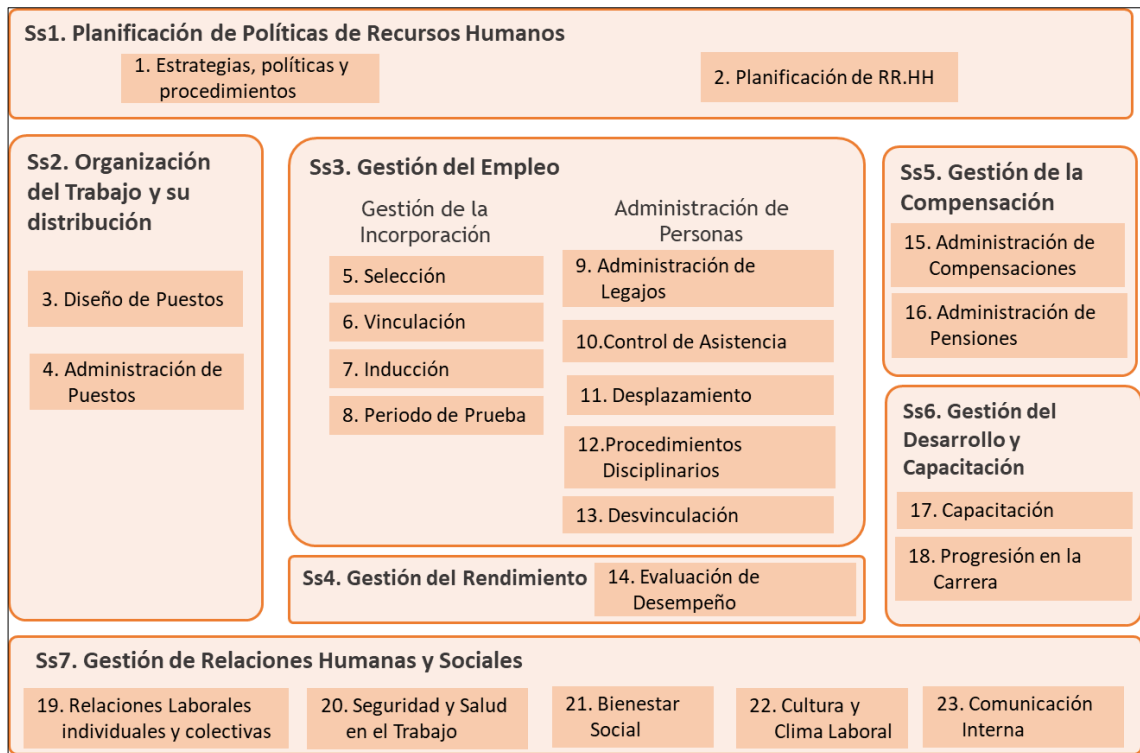 Ss1. Planificación de Políticas de Recursos Humanos
1. Estrategias, políticas y
procedimientos
2. Planificación de RR.HH
Ss2. Organización
del Trabajo y su
distribución
3. Diseño de Puestos
4. Administración de
Puestos
Ss3. Gestión del Empleo
Gestión de la
Incorporación
5. Selección
6. Vinculación
7. Inducción
8. Periodo de Prueba
Administración de
Personas
9. Administración de
Legajos
10.Control de Asistencia
11. Desplazamiento
12.Procedimientos
Disciplinarios
13. Desvinculación
Ss4. Gestión del Rendimiento
14. Evaluación de
Desempeño
Ss5. Gestión de la
Compensación
15. Administración de
Compensaciones
16. Administración de
Pensiones
Ss6. Gestión del
Desarrollo y
Capacitación
17. Capacitación
18. Progresión en la
Carrera
Ss7. Gestión de Relaciones Humanas y Sociales
19. Relaciones Laborales
individuales y colectivas
20. Seguridad y Salud
en el Trabajo
21. Bienestar
Social
22. Cultura y
Clima Laboral
23. Comunicación
Interna